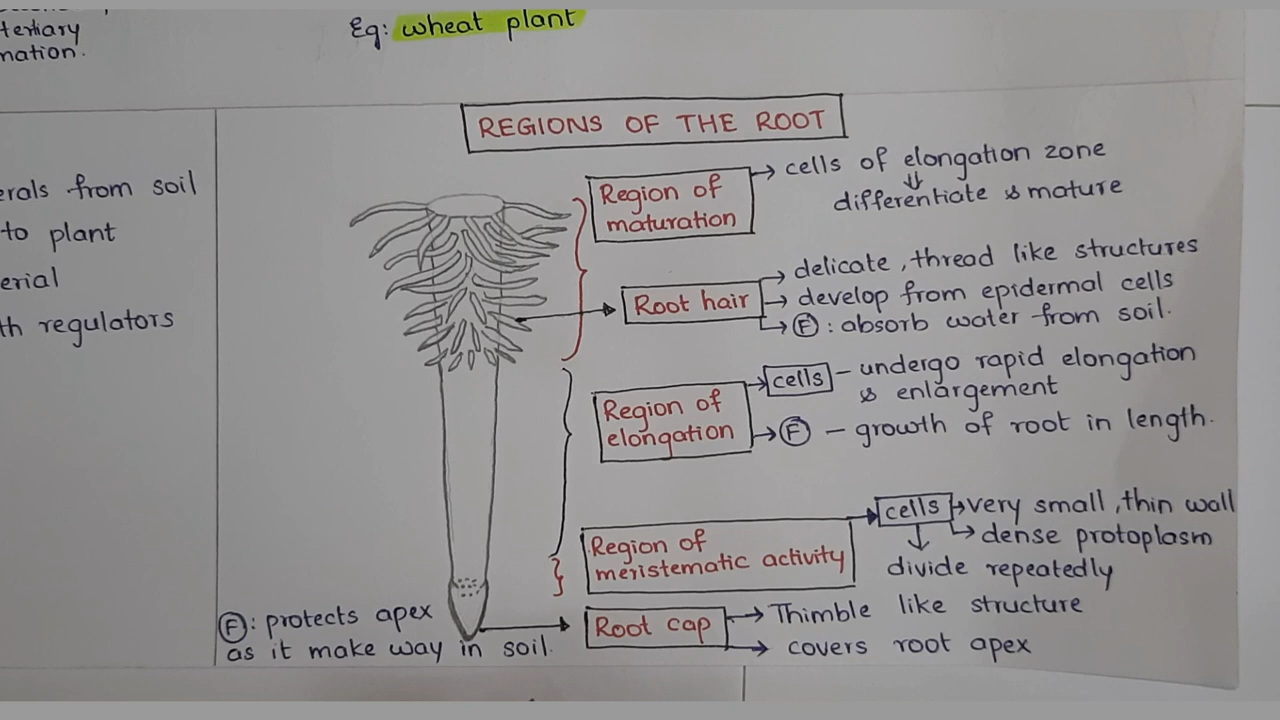 tertiary
mation.
Eg: wheat plant
erals from soil
to plant
erial
th regulators
REGIONS OF THE ROOT
Region of
maturation
→ cells of elongation zone
⇓
differentiate & mature
Root hair
→ delicate, thread like structures
→ develop from epidermal cells
→ Ⓕ: absorb water from soil.
Region of
elongation
→ cells – undergo rapid elongation
& enlargement
→ Ⓕ – growth of root in length.
Region of
meristematic activity
→ cells → very small, thin wall
→ dense protoplasm
↓
divide repeatedly
Root cap
→ Thimble like structure
→ covers root apex
Ⓕ: protects apex
as it make way in soil.